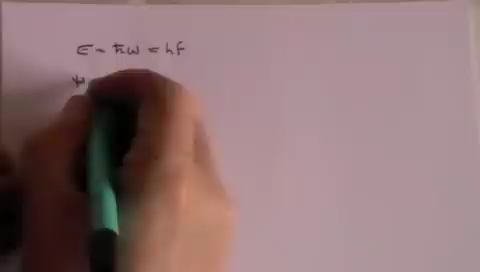 E = ħω = hf
Ψ